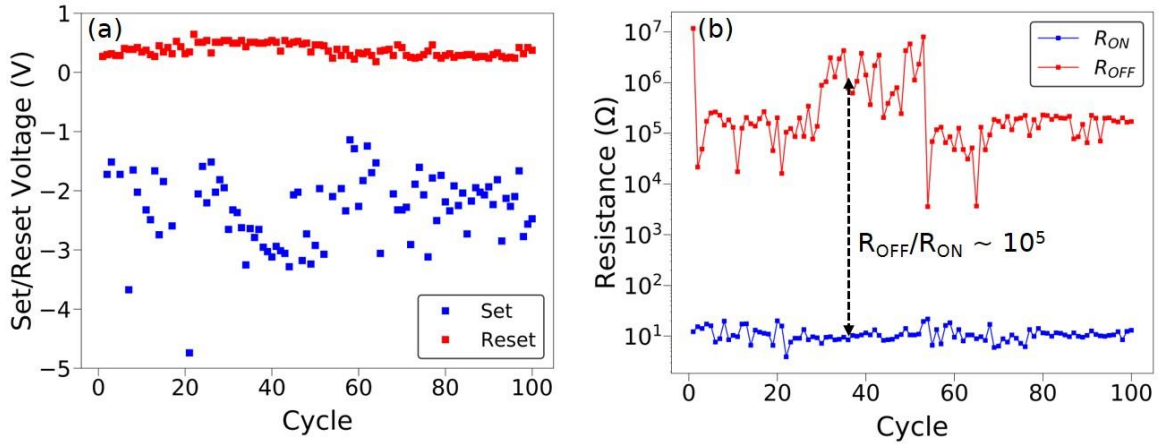 (a)
Set/Reset Voltage (V)
1
0
−1
−2
−3
−4
−5
Set
Reset
0 20 40 60 80 100
Cycle
(b)
Resistance (Ω)
10⁷
10⁶
10⁵
10⁴
10³
10²
10¹
R_ON
R_OFF
R_OFF/R_ON ~ 10⁵
0 20 40 60 80 100
Cycle